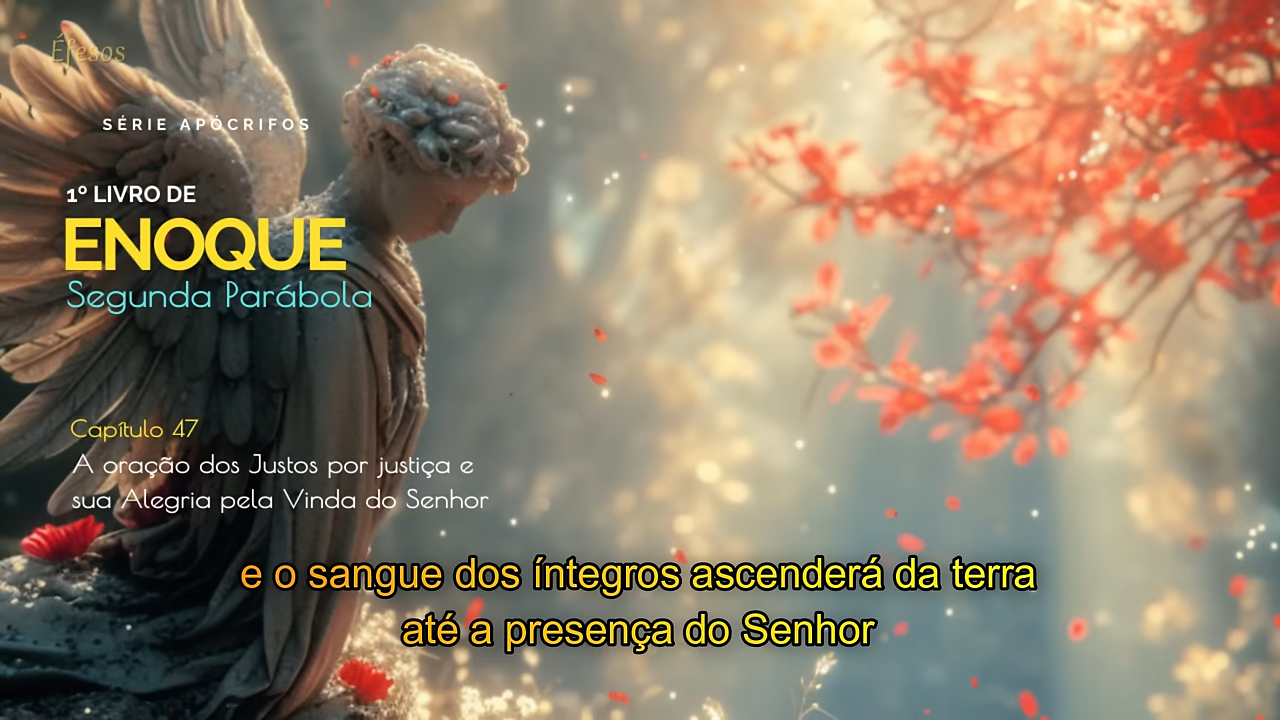 Éfesos
SÉRIE APÓCRIFOS
1º LIVRO DE
ENOQUE
Segunda Parábola
Capítulo 47
A oração dos Justos por justiça e
sua Alegria pela Vinda do Senhor
e o sangue dos íntegros ascenderá da terra
até a presença do Senhor